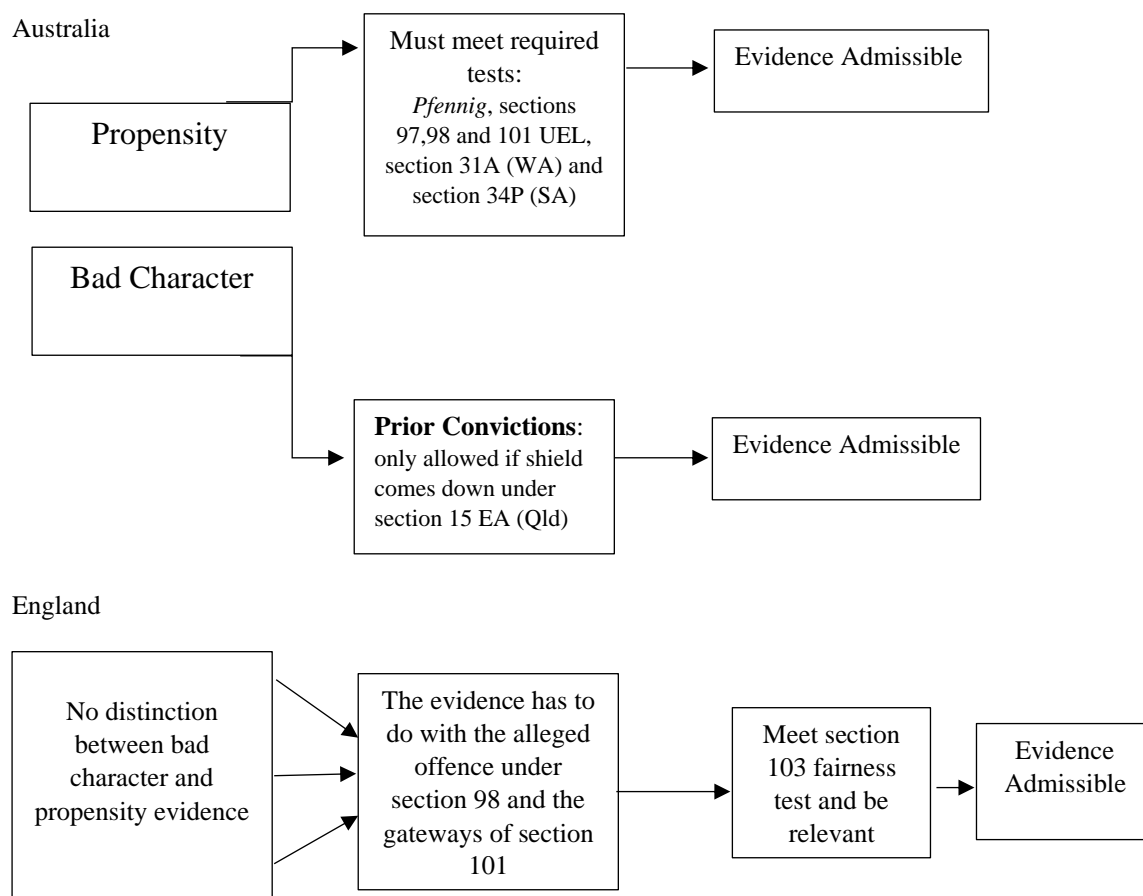 Australia
Propensity
Must meet required
tests:
Pfennig, sections
97,98 and 101 UEL,
section 31A (WA) and
section 34P (SA)
Evidence Admissible
Bad Character
Prior Convictions:
only allowed if shield
comes down under
section 15 EA (Qld)
Evidence Admissible
England
No distinction
between bad
character and
propensity evidence
The evidence has to
do with the alleged
offence under
section 98 and the
gateways of section
101
Meet section
103 fairness
test and be
relevant
Evidence
Admissible